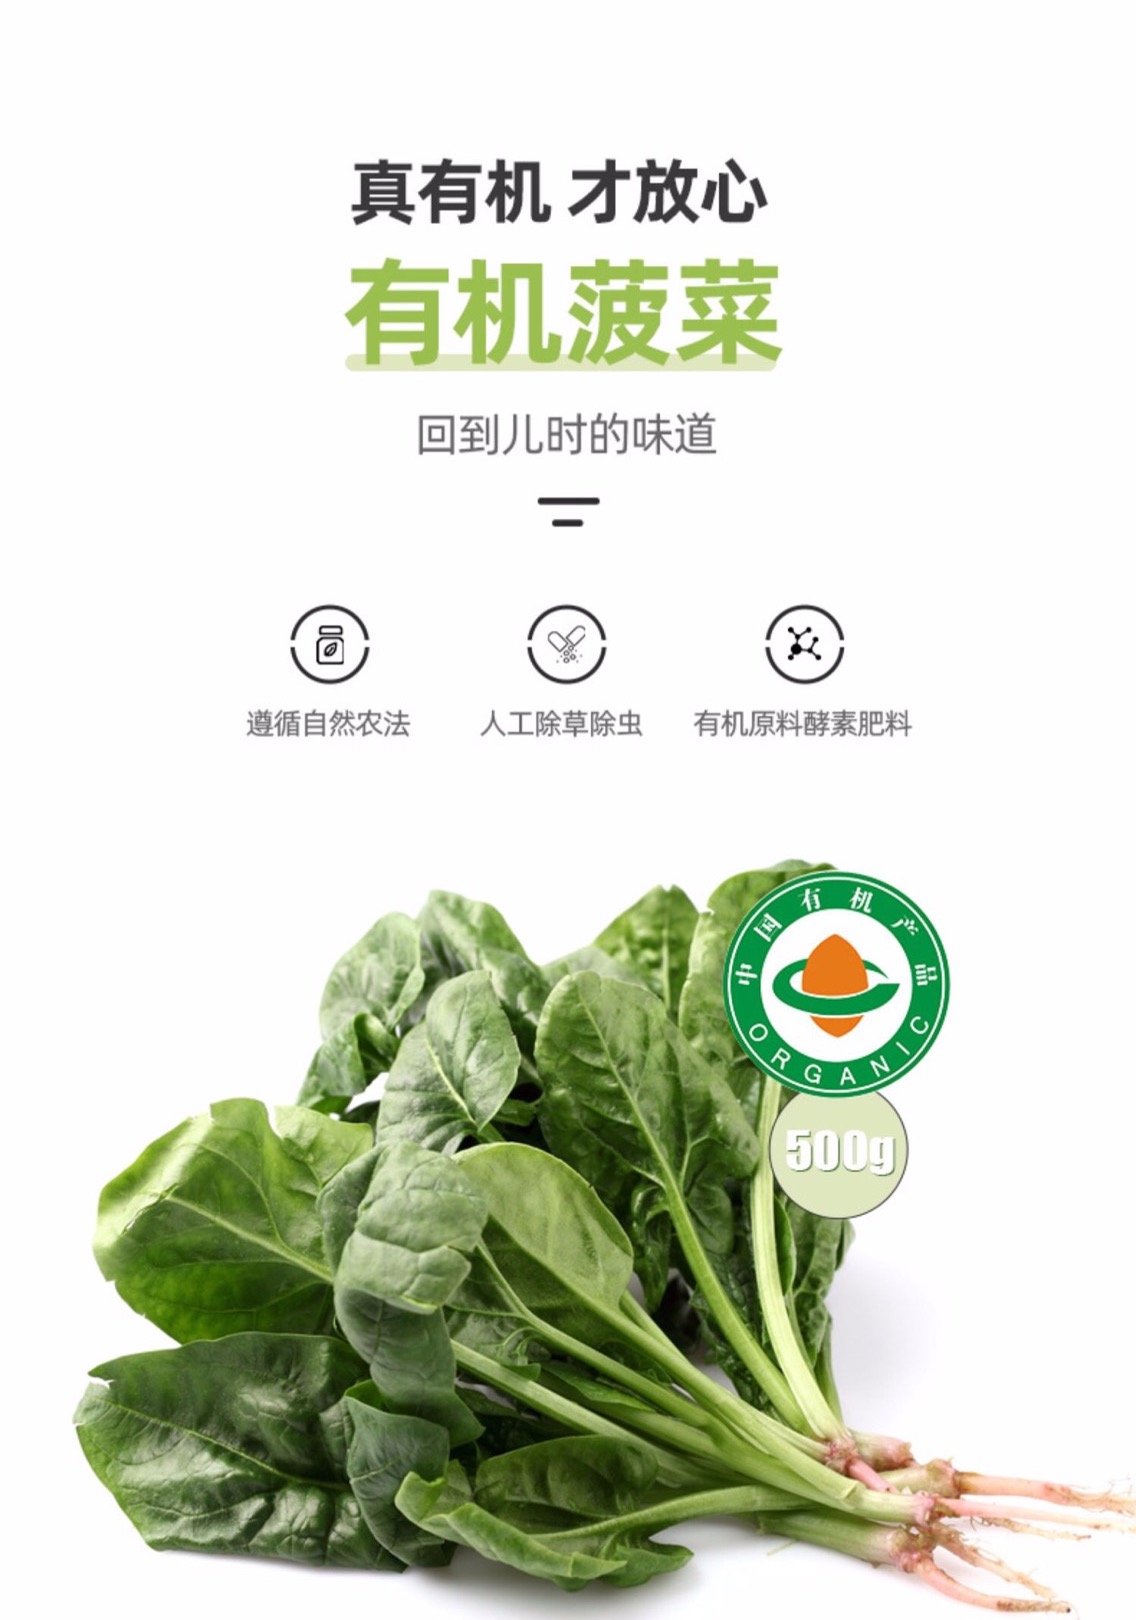 真有机 才放心
有机菠菜
回到儿时的味道
遵循自然农法 人工除草除虫 有机原料酵素肥料
中国有机产品
ORGANIC
500g